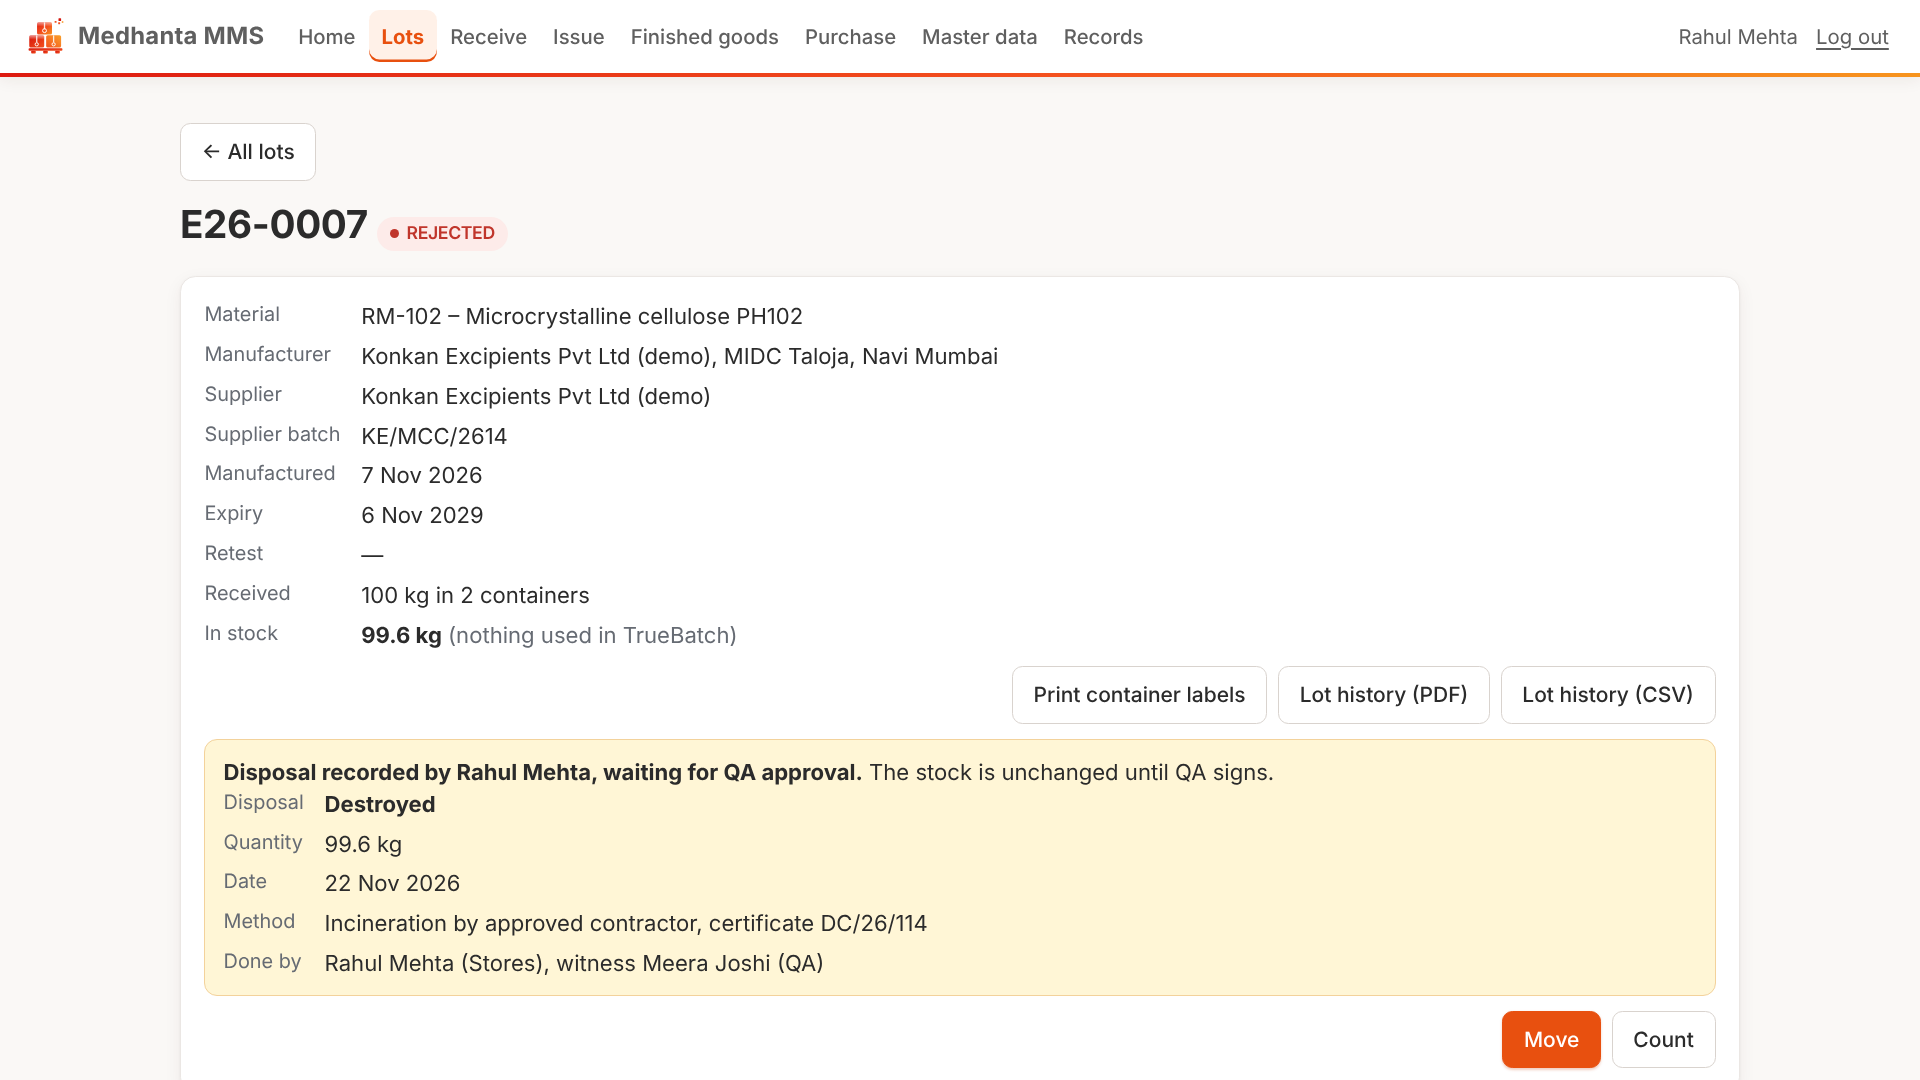 Medhanta MMS Home Lots Receive Issue Finished goods Purchase Master data Records Rahul Mehta Log out
← All lots
E26-0007 REJECTED
Material RM-102 – Microcrystalline cellulose PH102
Manufacturer Konkan Excipients Pvt Ltd (demo), MIDC Taloja, Navi Mumbai
Supplier Konkan Excipients Pvt Ltd (demo)
Supplier batch KE/MCC/2614
Manufactured 7 Nov 2026
Expiry 6 Nov 2029
Retest —
Received 100 kg in 2 containers
In stock 99.6 kg (nothing used in TrueBatch)
Print container labels Lot history (PDF) Lot history (CSV)
Disposal recorded by Rahul Mehta, waiting for QA approval. The stock is unchanged until QA signs.
Disposal Destroyed
Quantity 99.6 kg
Date 22 Nov 2026
Method Incineration by approved contractor, certificate DC/26/114
Done by Rahul Mehta (Stores), witness Meera Joshi (QA)
Move Count